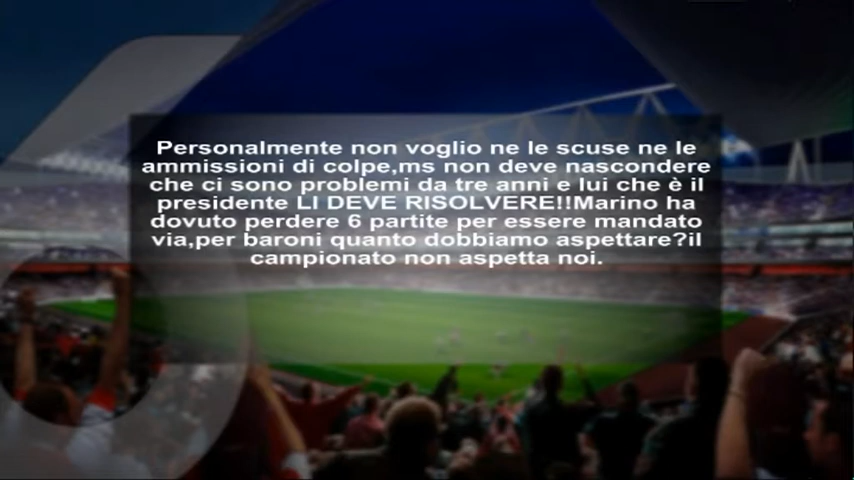 Personalmente non voglio ne le scuse ne le
ammissioni di colpe,ms non deve nascondere
che ci sono problemi da tre anni e lui che è il
presidente LI DEVE RISOLVERE!!Marino ha
dovuto perdere 6 partite per essere mandato
via,per baroni quanto dobbiamo aspettare?il
campionato non aspetta noi.